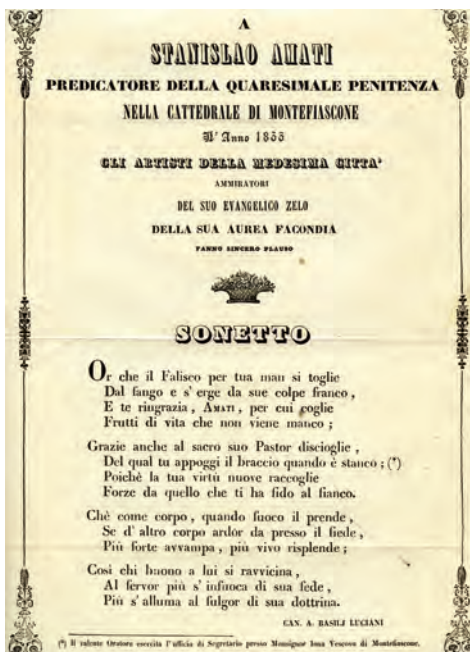 A
STANISLAO AMATI
PREDICATORE DELLA QUARESIMALE PENITENZA
NELLA CATTEDRALE DI MONTEFIASCONE
L' Anno 1855
GLI ARTISTI DELLA MEDESIMA CITTA'
AMMIRATORI
DEL SUO EVANGELICO ZELO
DELLA SUA AUREA FACONDIA
FANNO SINCERO PLAUSO
SONETTO
Or che il Falisco per tua man si toglie
Dal fango e s' erge da sue colpe franco,
E te ringrazia, AMATI, per cui coglie
Frutti di vita che non viene manco;
Grazie anche al sacro suo Pastor discioglie,
Del qual tu appoggi il braccio quando è stanco; (*)
Poichè la tua virtù nuove raccoglie
Forze da quello che ti ha fido al fianco.
Chè come corpo, quando fuoco il prende,
Se d' altro corpo ardor da presso il fiede,
Più forte avvampa, più vivo risplende;
Così chi buono a lui si ravvicina,
Al fervor più s' infuoca di sua fede,
Più s' alluma al fulgor di sua dottrina.
CAN. A. BASILJ LUCIANI
(*) Il valente Oratore esercita l' officio di Segretario presso Monsignor Iona Vescovo di Montefiascone.